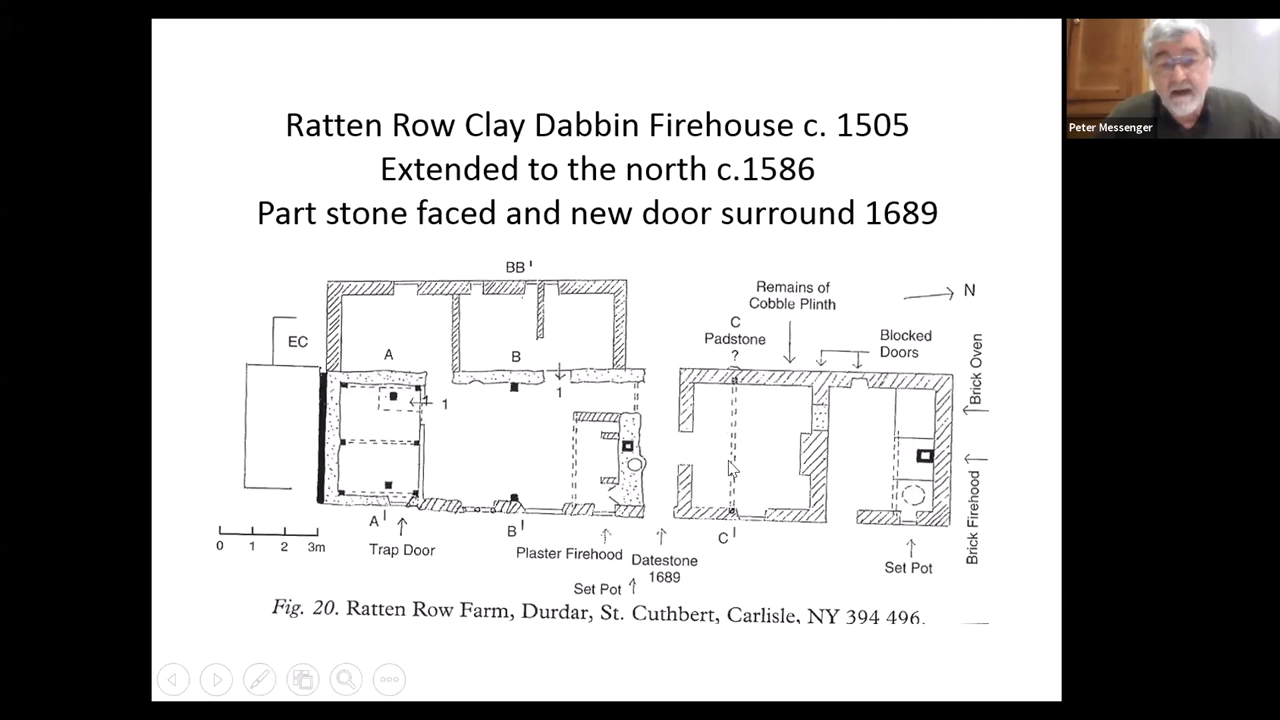 Ratten Row Clay Dabbin Firehouse c. 1505
Extended to the north c.1586
Part stone faced and new door surround 1689
Peter Messenger
BB '
Remains of
Cobble Plinth
N
C
Padstone
?
Blocked
Doors
EC
A
B
1
1
Brick Oven
Brick Firehood
A '
Trap Door
B '
Plaster Firehood
Set Pot
Datestone
1689
C '
Set Pot
0 1 2 3m
Fig. 20. Ratten Row Farm, Durdar, St. Cuthbert, Carlisle, NY 394 496.